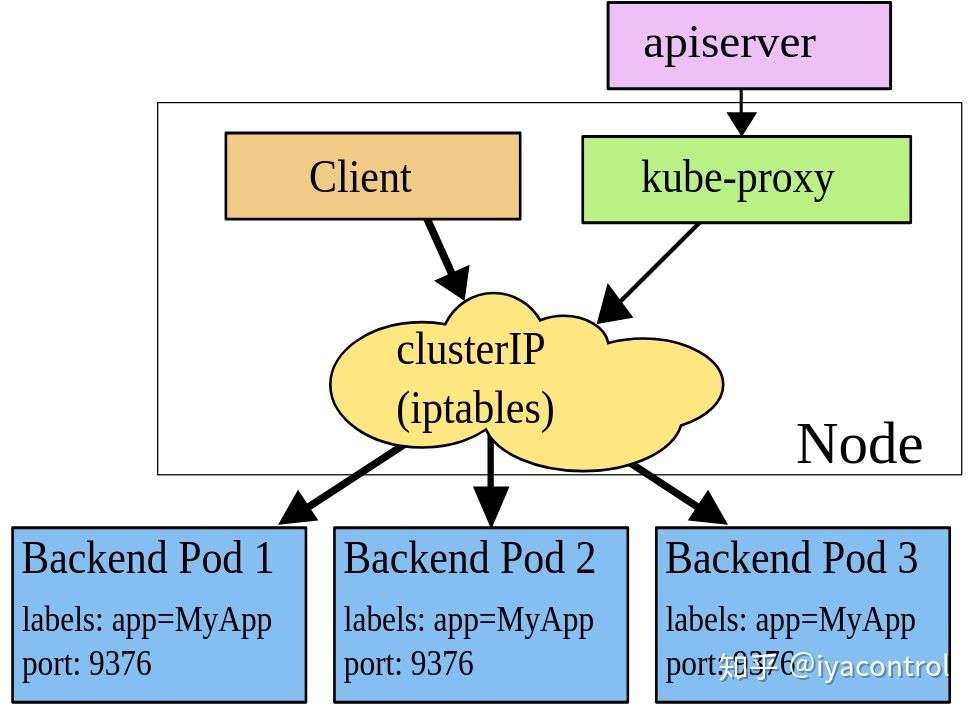 apiserver
Client
kube-proxy
clusterIP
(iptables)
Node
Backend Pod 1
labels: app=MyApp
port: 9376
Backend Pod 2
labels: app=MyApp
port: 9376
Backend Pod 3
labels: app=MyApp
port: 9376
知乎 @iyacontrol